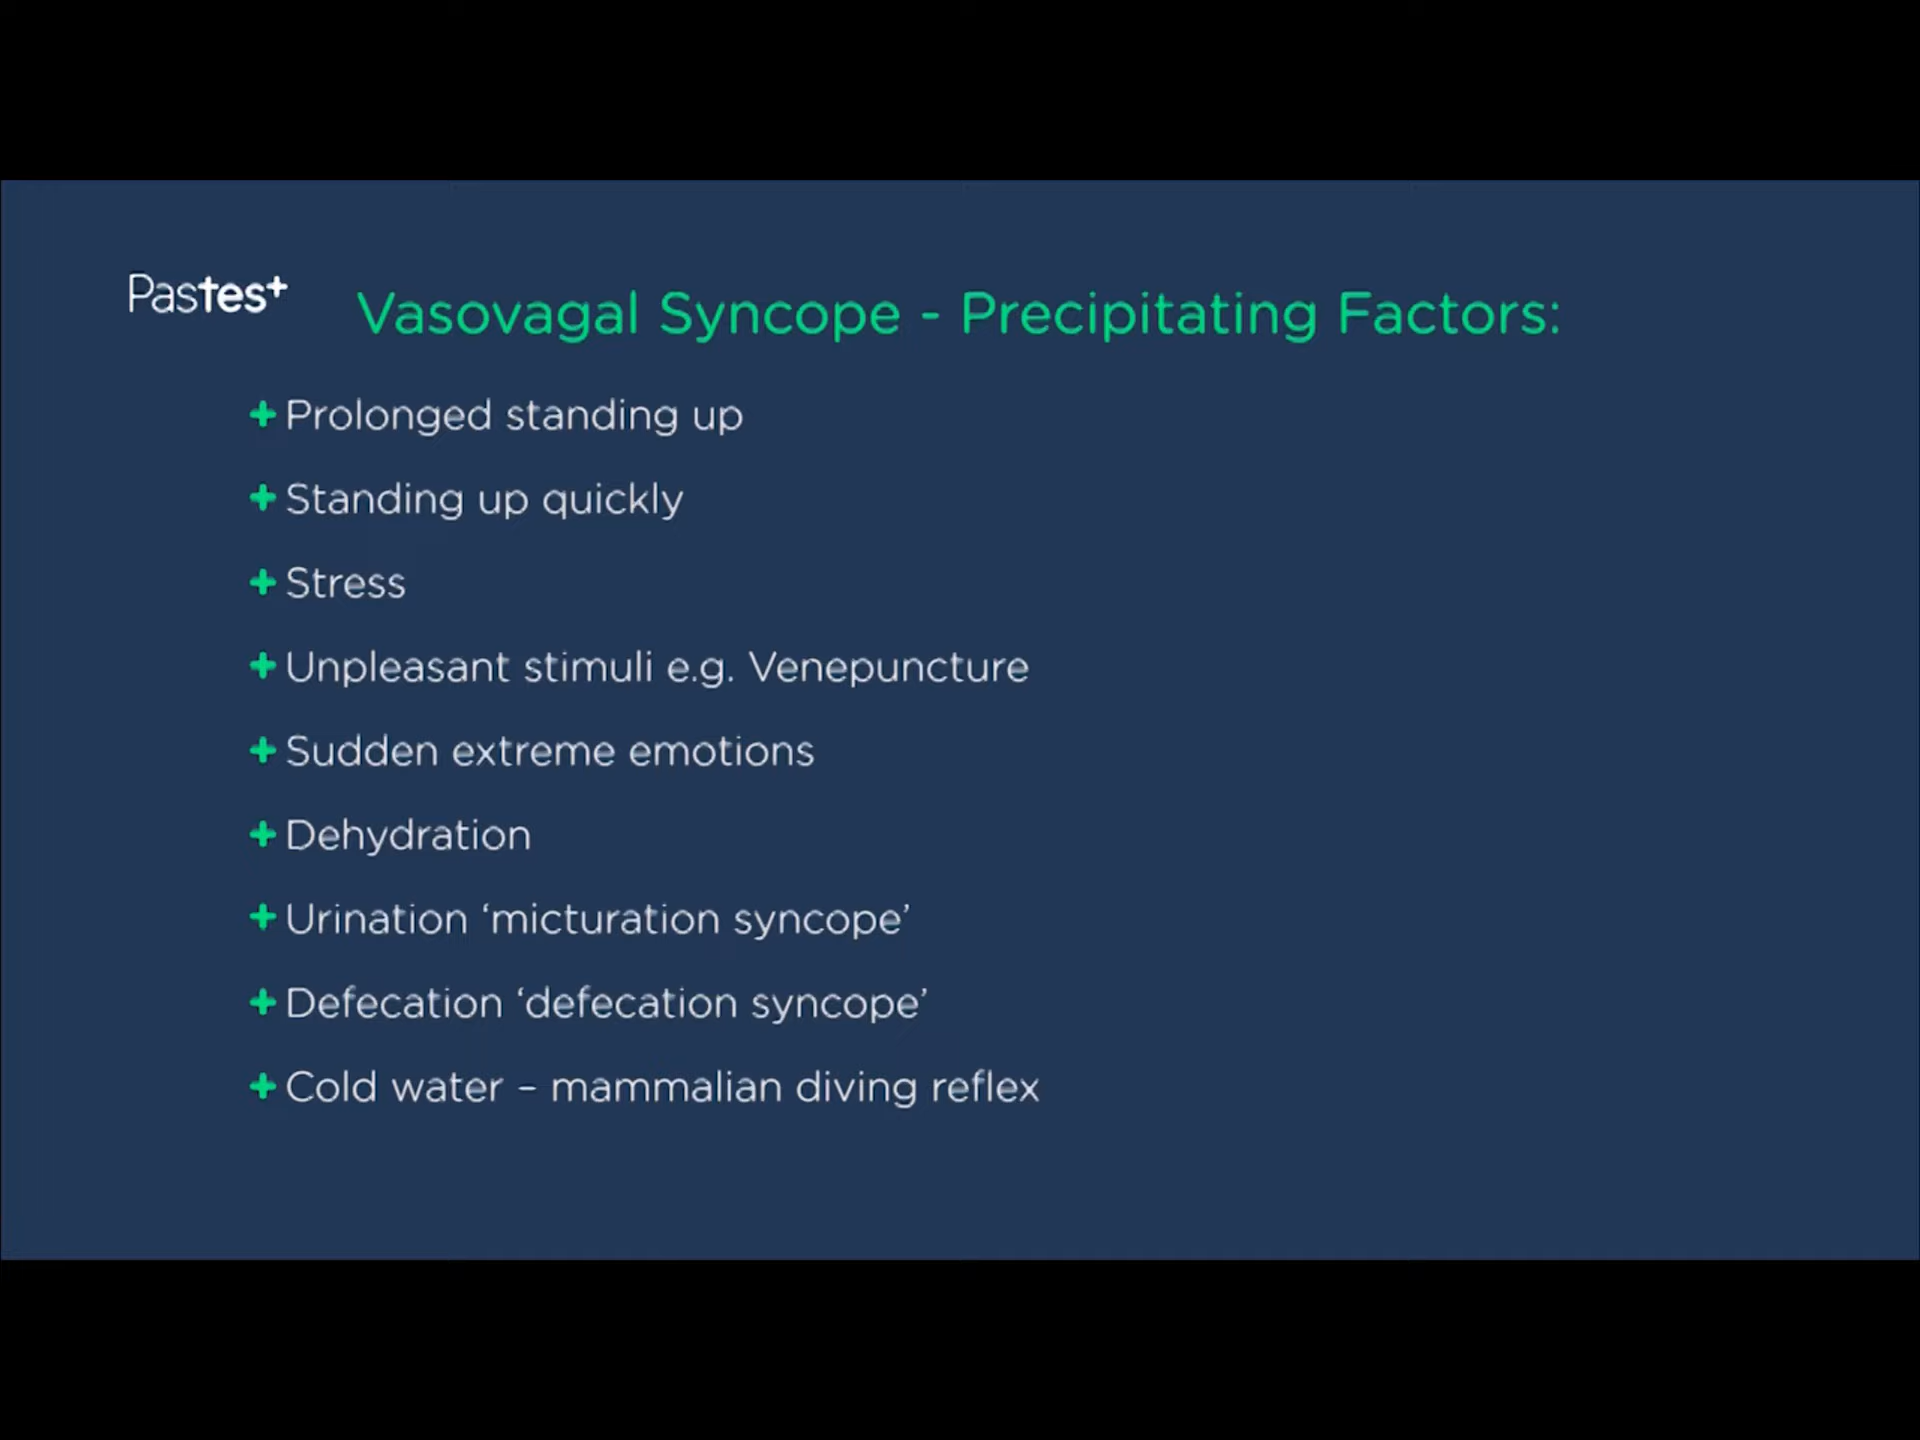 Pastest
Vasovagal Syncope - Precipitating Factors:
+ Prolonged standing up
+ Standing up quickly
+ Stress
+ Unpleasant stimuli e.g. Venepuncture
+ Sudden extreme emotions
+ Dehydration
+ Urination ‘micturation syncope’
+ Defecation ‘defecation syncope’
+ Cold water – mammalian diving reflex